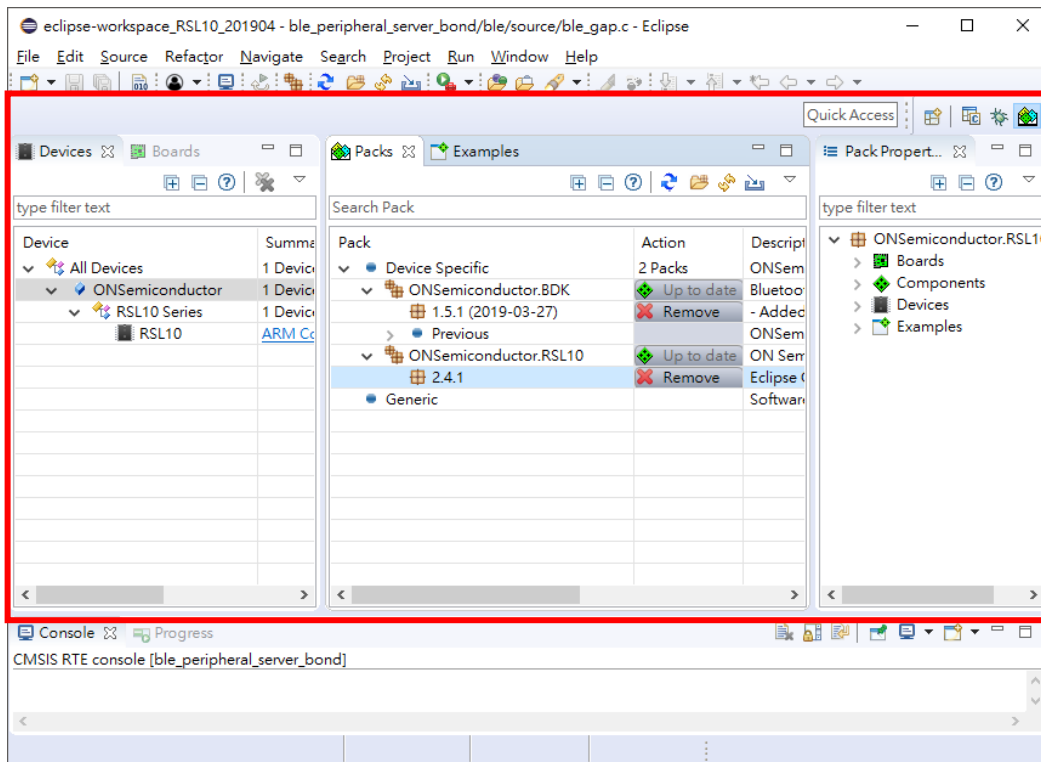 eclipse-workspace_RSL10_201904 - ble_peripheral_server_bond/ble/source/ble_gap.c - Eclipse
File Edit Source Refactor Navigate Search Project Run Window Help
Quick Access
Devices Boards
type filter text
Device Summa
All Devices 1 Devic
ONSemiconductor 1 Devic
RSL10 Series 1 Devic
RSL10 ARM Co
Packs Examples
Search Pack
Pack Action Descript
Device Specific 2 Packs ONSem
ONSemiconductor.BDK Up to date Bluetoo
1.5.1 (2019-03-27) Remove - Added
Previous ONSem
ONSemiconductor.RSL10 Up to date ON Sem
2.4.1 Remove Eclipse
Generic Softwar
Pack Propert...
type filter text
ONSemiconductor.RSL1
Boards
Components
Devices
Examples
Console Progress
CMSIS RTE console [ble_peripheral_server_bond]